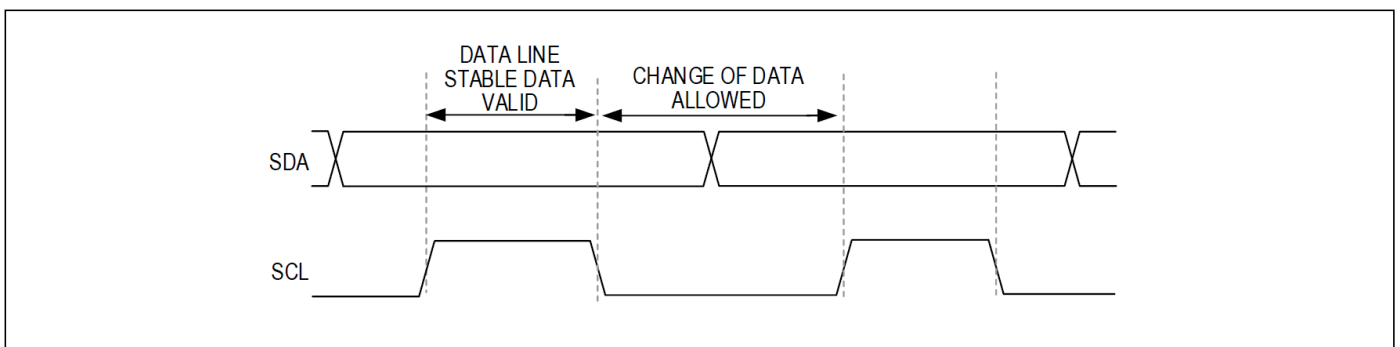 DATA LINE
STABLE DATA
VALID
CHANGE OF DATA
ALLOWED
SDA
SCL